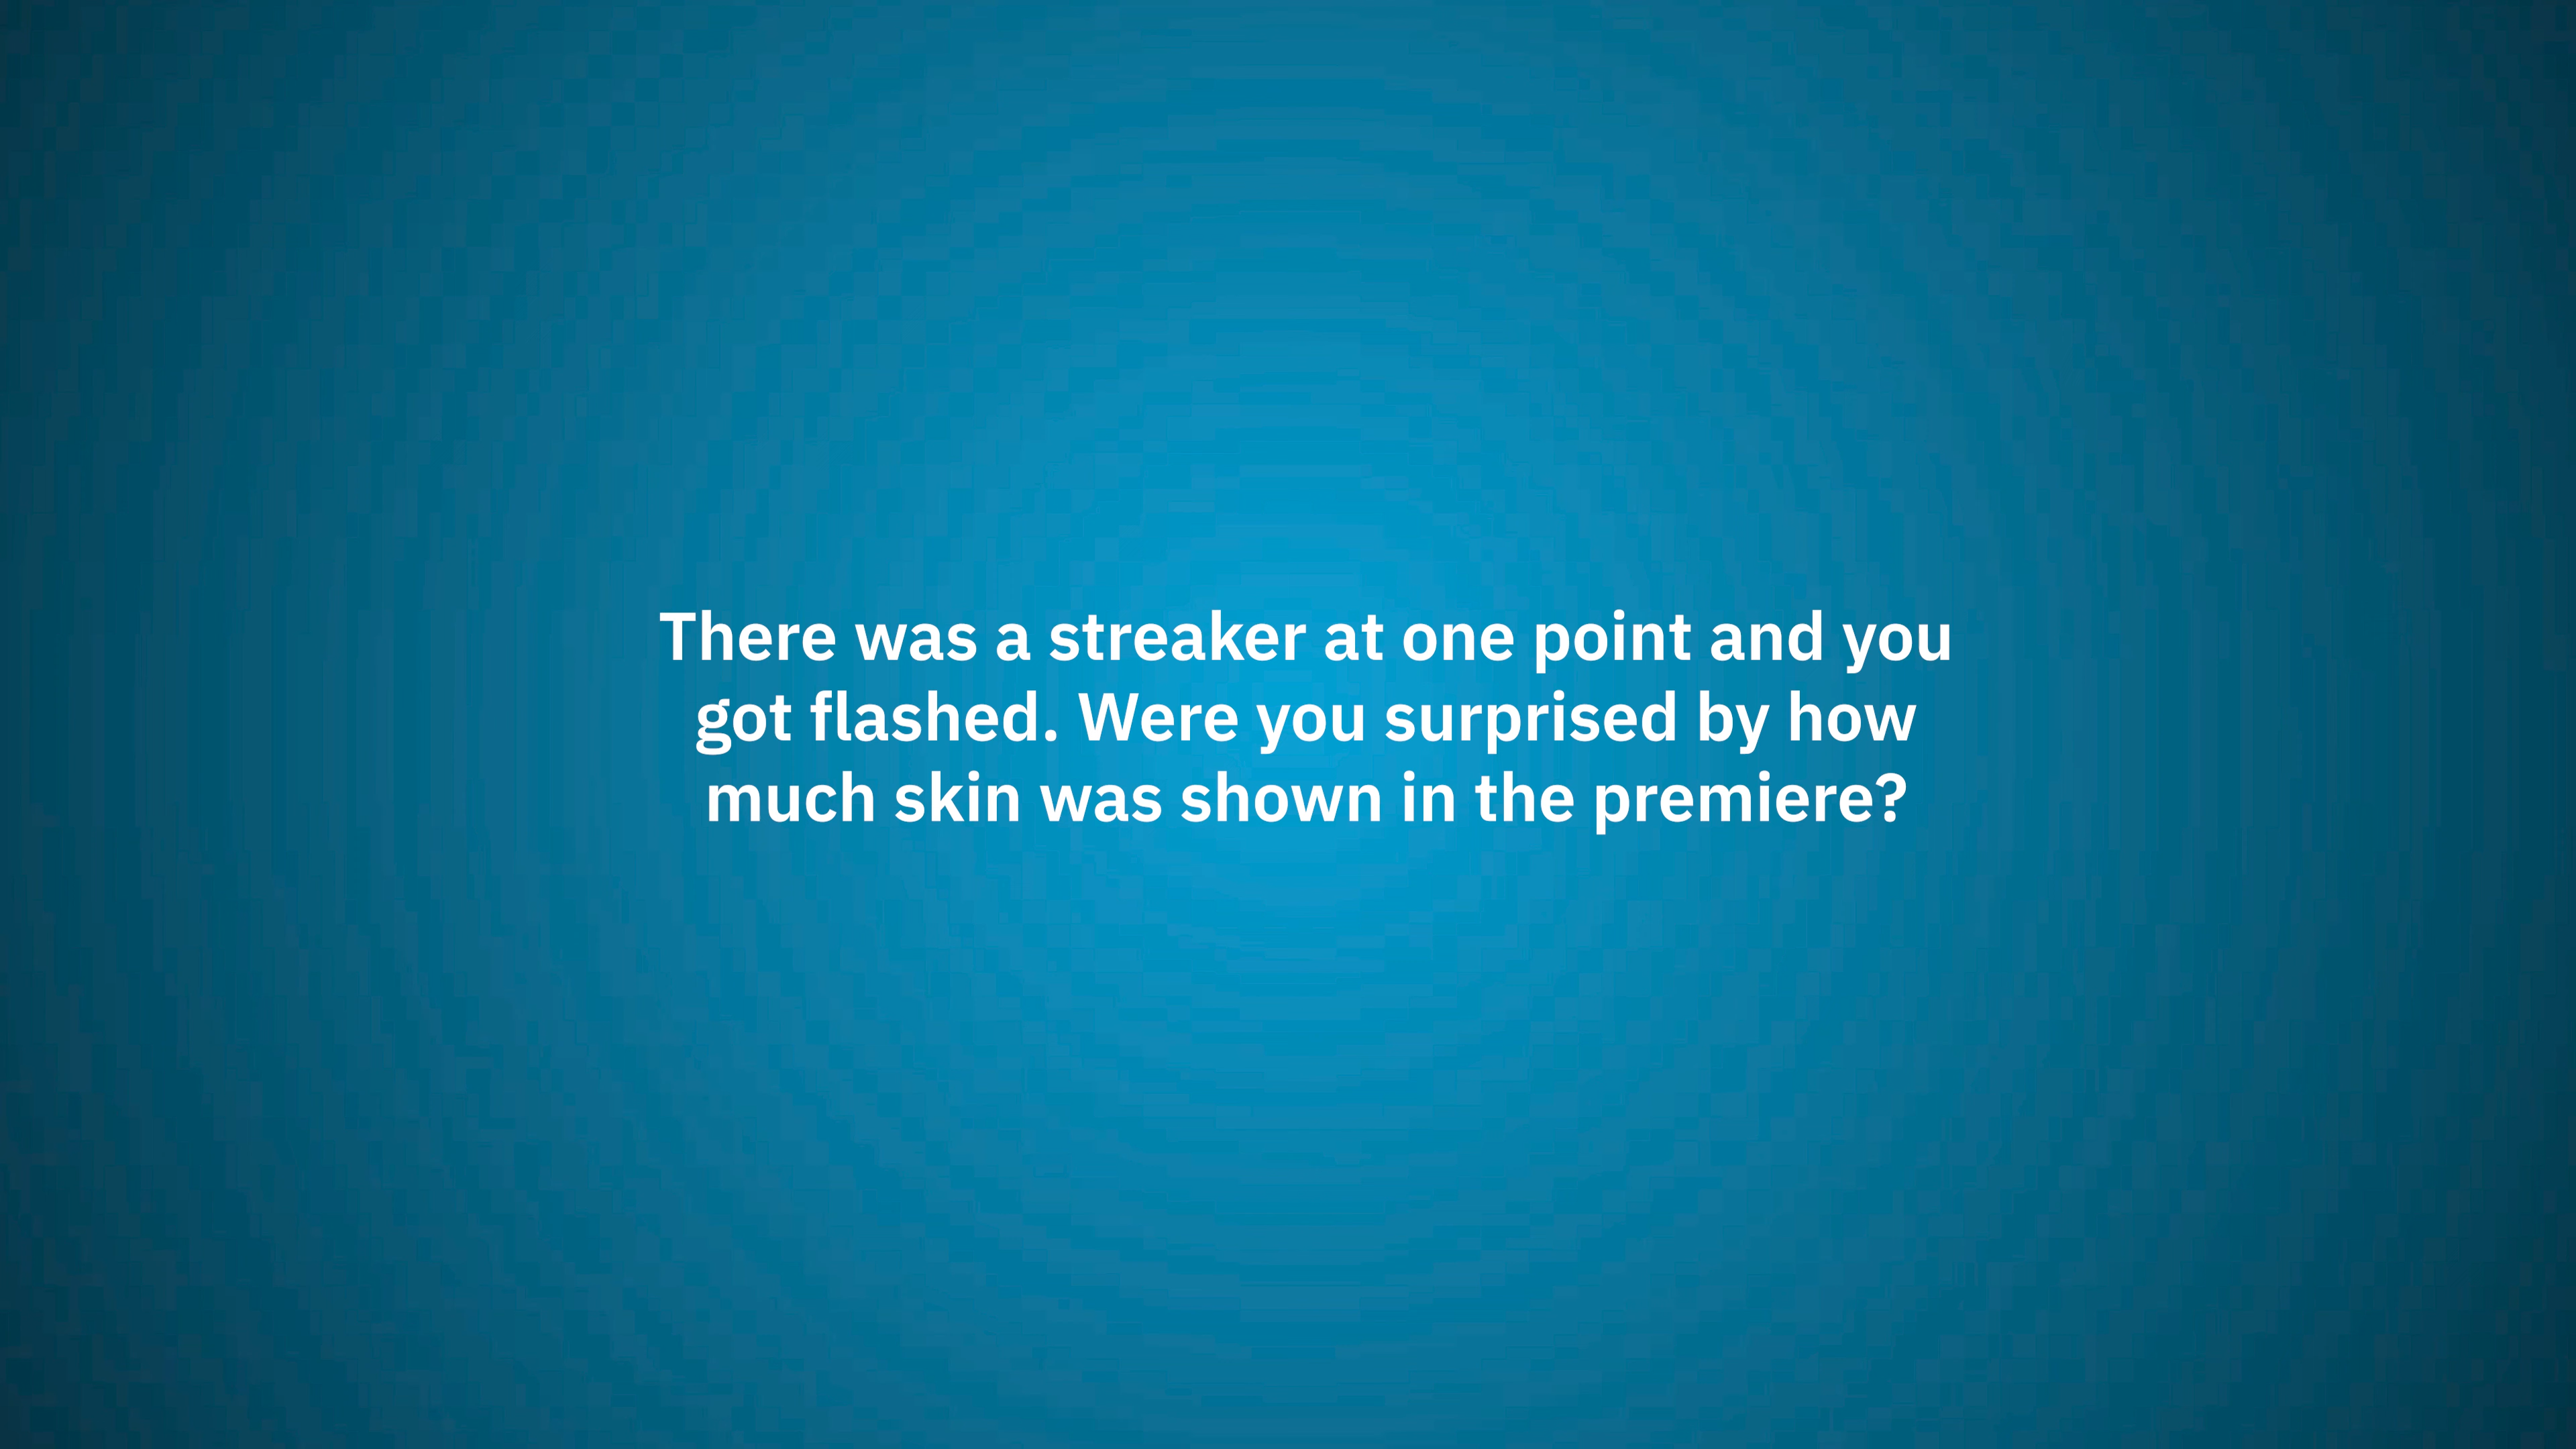 There was a streaker at one point and you
got flashed. Were you surprised by how
much skin was shown in the premiere?